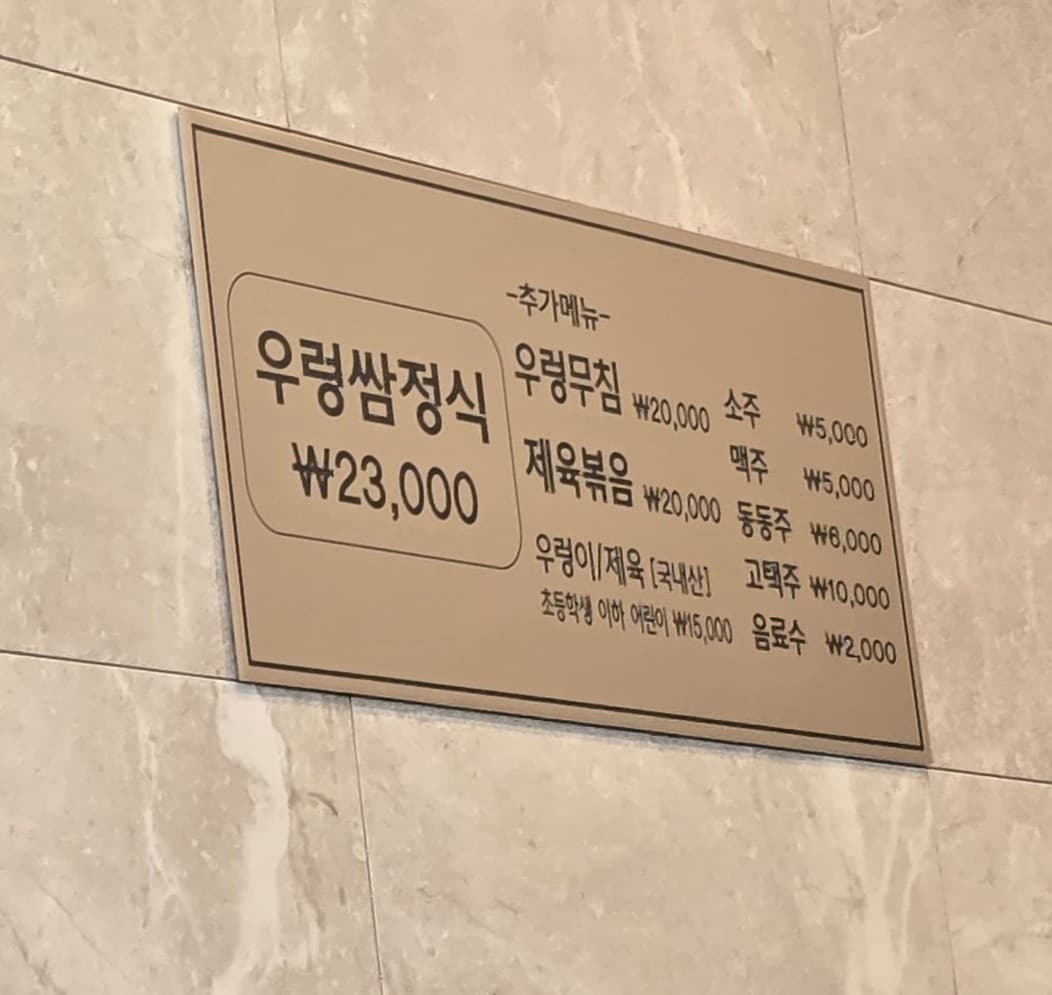 우렁쌈정식
₩23,000
-추가메뉴-
우렁무침 ₩20,000
제육볶음 ₩20,000
우렁이/제육 [국내산]
초등학생 이하 어린이 ₩15,000
소주 ₩5,000
맥주 ₩5,000
동동주 ₩6,000
고택주 ₩10,000
음료수 ₩2,000